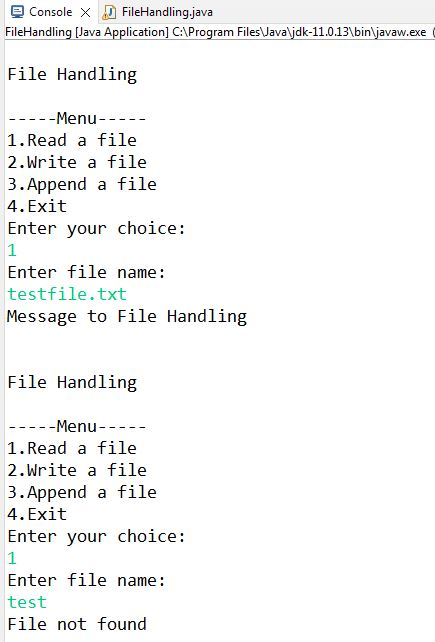 Console FileHandling.java
FileHandling [Java Application] C:\Program Files\Java\jdk-11.0.13\bin\javaw.exe (
File Handling
-----Menu-----
1.Read a file
2.Write a file
3.Append a file
4.Exit
Enter your choice:
1
Enter file name:
testfile.txt
Message to File Handling
File Handling
-----Menu-----
1.Read a file
2.Write a file
3.Append a file
4.Exit
Enter your choice:
1
Enter file name:
test
File not found